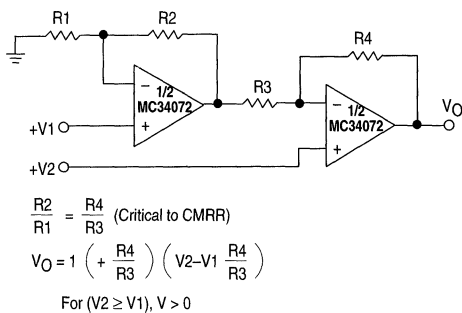 R1
R2
R4
1/2
MC34072
R3
1/2
MC34072
VO
+V1
+V2
−
+
−
+
R2/R1 = R4/R3 (Critical to CMRR)
VO = 1 ( + R4/R3 ) ( V2–V1 R4/R3 )
For (V2 ≥ V1), V > 0